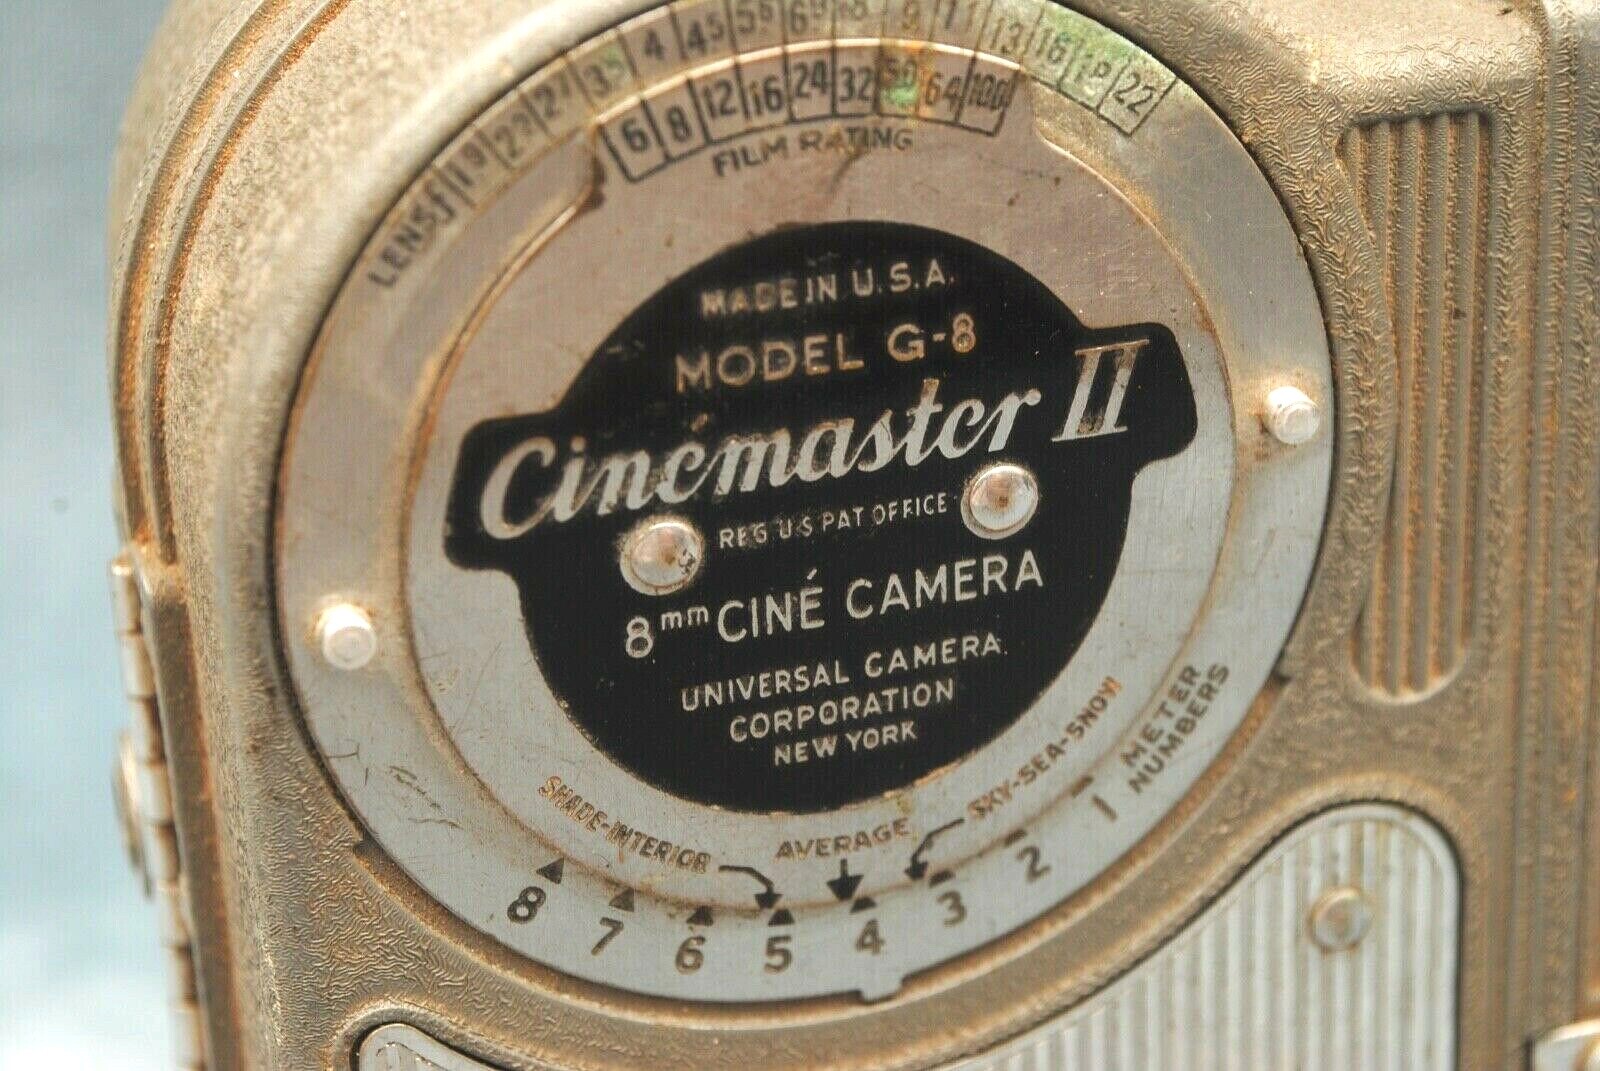 LENS f 1.9 2.2 2.7 3.5 4 4.5 5.6 6.9 8 9 11 13 16 22
6 8 12 16 24 32 50 64 100
FILM RATING
MADE IN U.S.A.
MODEL G-8
Cinémaster II
REG U.S PAT OFFICE
8mm CINÉ CAMERA
UNIVERSAL CAMERA
CORPORATION
NEW YORK
SHADE-INTERIOR
AVERAGE
SKY-SEA-SNOW
8 7 6 5 4 3 2 1
METER
NUMBERS